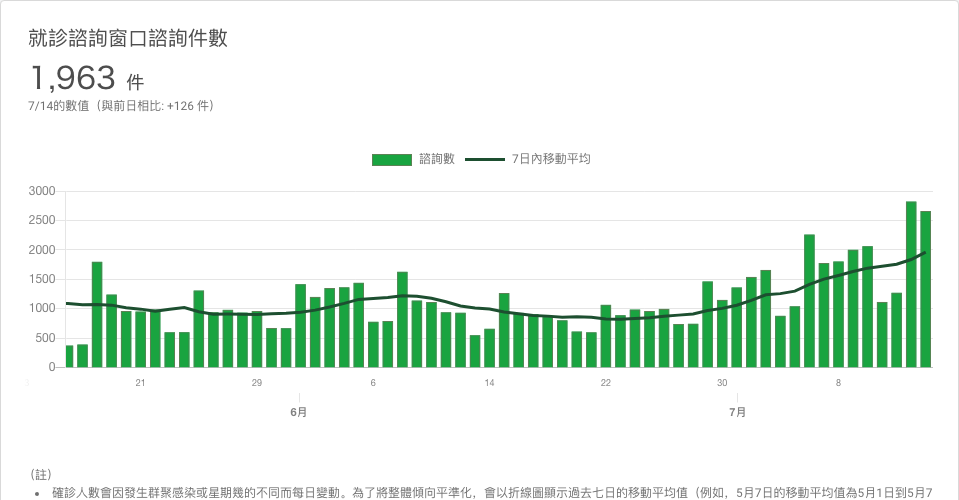 就診諮詢窗口諮詢件數
1,963 件
7/14的數值（與前日相比: +126 件）
諮詢數 7日內移動平均
3000
2500
2000
1500
1000
500
0
21 29 6 14 22 30 8
6月 7月
（註）
• 確診人數會因發生群聚感染或星期幾的不同而每日變動。為了將整體傾向平準化，會以折線圖顯示過去七日的移動平均值（例如，5月7日的移動平均值為5月1日到5月7